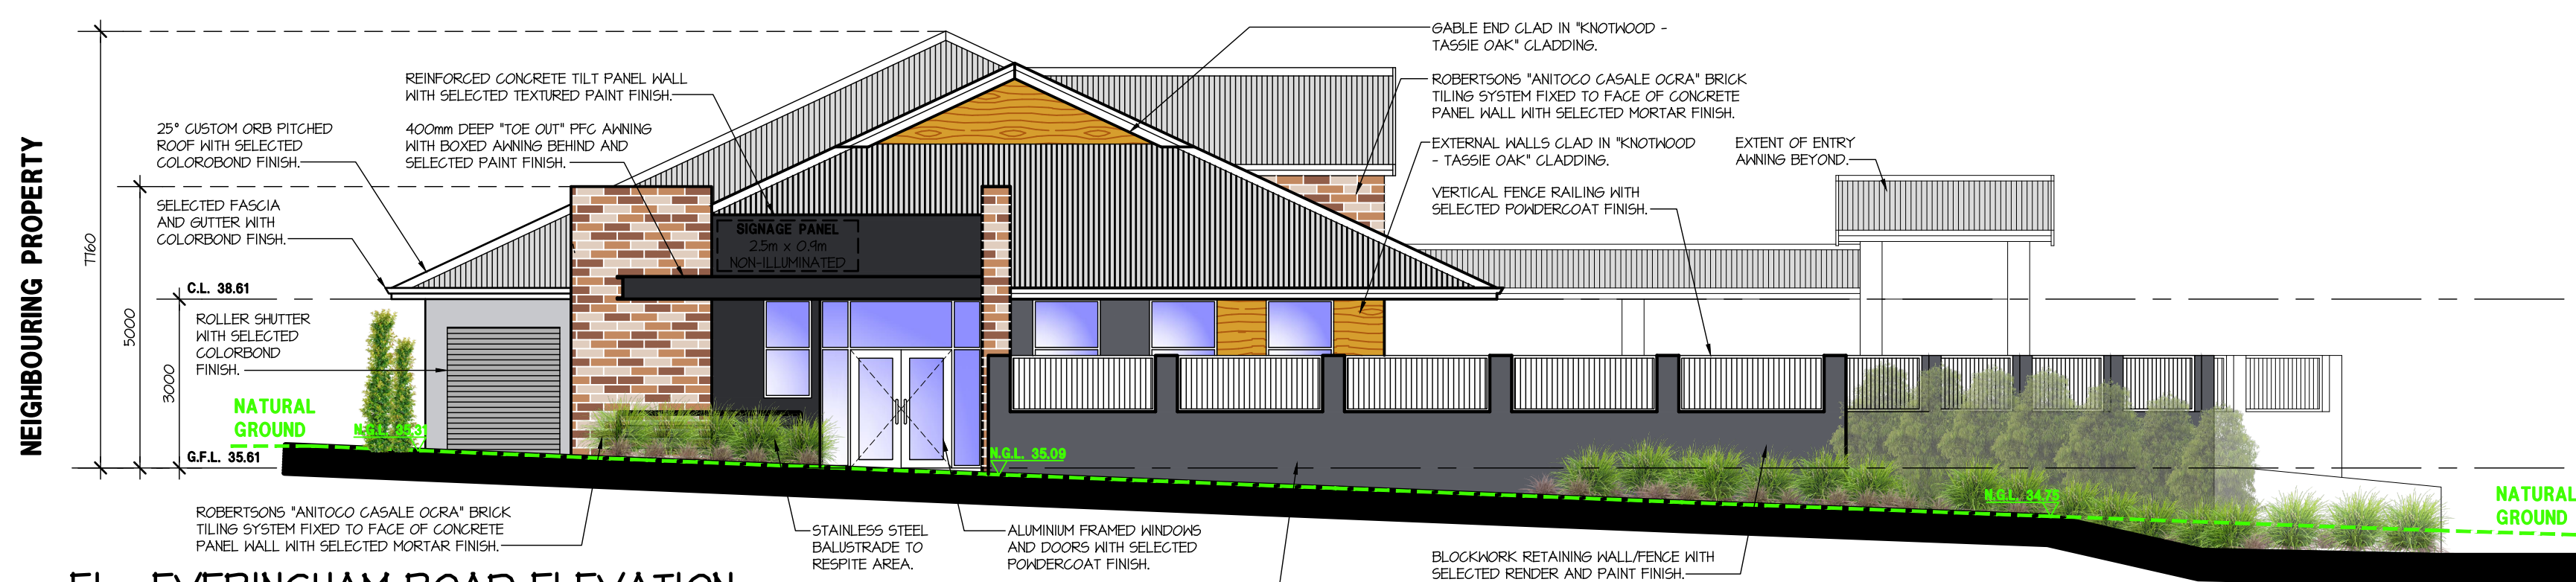 GABLE END CLAD IN "KNOTWOOD -
TASSIE OAK" CLADDING.
REINFORCED CONCRETE TILT PANEL WALL
WITH SELECTED TEXTURED PAINT FINISH.
ROBERTSONS "ANITOCO CASALE OCRA" BRICK
TILING SYSTEM FIXED TO FACE OF CONCRETE
PANEL WALL WITH SELECTED MORTAR FINISH.
25° CUSTOM ORB PITCHED
ROOF WITH SELECTED
COLOROBOND FINISH.
400mm DEEP "TOE OUT" PFC AWNING
WITH BOXED AWNING BEHIND AND
SELECTED PAINT FINISH.
EXTERNAL WALLS CLAD IN "KNOTWOOD
- TASSIE OAK" CLADDING.
EXTENT OF ENTRY
AWNING BEYOND.
VERTICAL FENCE RAILING WITH
SELECTED POWDERCOAT FINISH.
SELECTED FASCIA
AND GUTTER WITH
COLORBOND FINSH.
SIGNAGE PANEL
2.5m x 0.9m
NON-ILLUMINATED
NEIGHBOURING PROPERTY
7160
5000
3000
C.L. 38.61
ROLLER SHUTTER
WITH SELECTED
COLORBOND
FINISH.
NATURAL
GROUND
N.G.L. 35.31
G.F.L. 35.61
N.G.L. 35.09
N.G.L. 34.75
NATURAL
GROUND
ROBERTSONS "ANITOCO CASALE OCRA" BRICK
TILING SYSTEM FIXED TO FACE OF CONCRETE
PANEL WALL WITH SELECTED MORTAR FINISH.
STAINLESS STEEL
BALUSTRADE TO
RESPITE AREA.
ALUMINIUM FRAMED WINDOWS
AND DOORS WITH SELECTED
POWDERCOAT FINISH.
BLOCKWORK RETAINING WALL/FENCE WITH
SELECTED RENDER AND PAINT FINISH.
EVERINGHAM ROAD ELEVATION